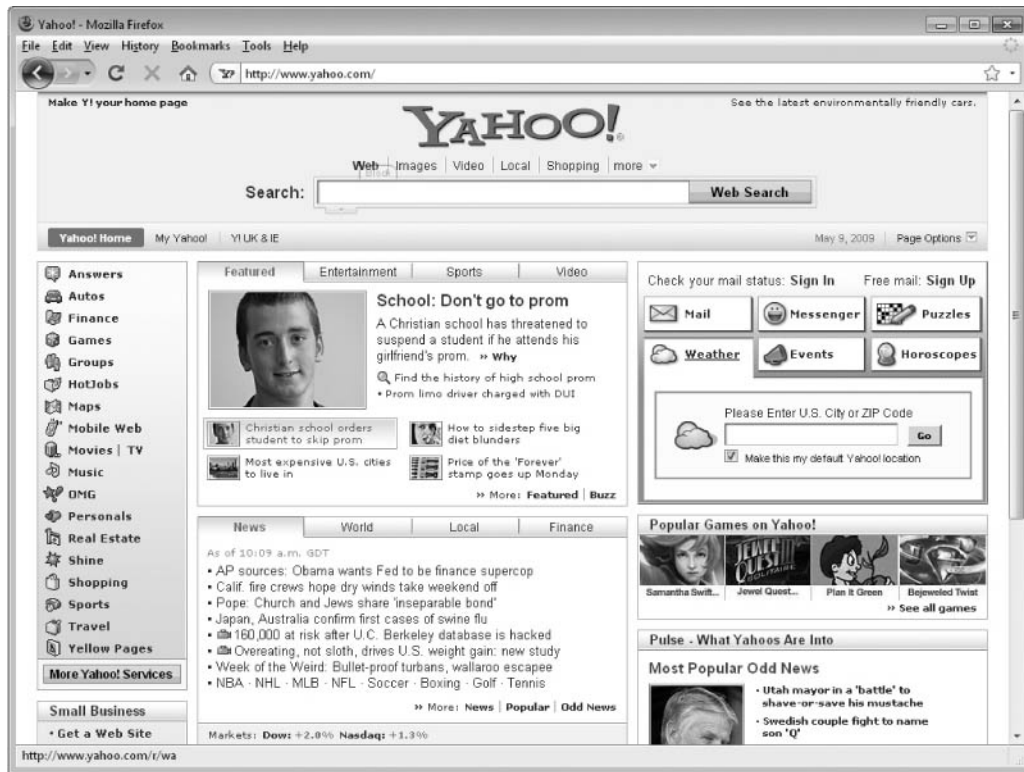 Yahoo! - Mozilla Firefox
File Edit View History Bookmarks Tools Help
http://www.yahoo.com/
Make Y! your home page
See the latest environmentally friendly cars.
YAHOO!
Web Images Video Local Shopping more
Block
Search:
Web Search
Yahoo! Home My Yahoo! Y! UK & IE
May 9, 2009 Page Options
Answers
Autos
Finance
Games
Groups
HotJobs
Maps
Mobile Web
Movies | TV
Music
OMG
Personals
Real Estate
Shine
Shopping
Sports
Travel
Yellow Pages
More Yahoo! Services
Small Business
• Get a Web Site
Featured Entertainment Sports Video
School: Don't go to prom
A Christian school has threatened to
suspend a student if he attends his
girlfriend's prom. » Why
Find the history of high school prom
• Prom limo driver charged with DUI
Christian school orders
student to skip prom
How to sidestep five big
diet blunders
Most expensive U.S. cities
to live in
Price of the 'Forever'
stamp goes up Monday
» More: Featured | Buzz
News World Local Finance
As of 10:09 a.m. GDT
• AP sources: Obama wants Fed to be finance supercop
• Calif. fire crews hope dry winds take weekend off
• Pope: Church and Jews share 'inseparable bond'
• Japan, Australia confirm first cases of swine flu
• 160,000 at risk after U.C. Berkeley database is hacked
• Overeating, not sloth, drives U.S. weight gain: new study
• Week of the Weird: Bullet-proof turbans, wallaroo escapee
• NBA · NHL · MLB · NFL · Soccer · Boxing · Golf · Tennis
» More: News | Popular | Odd News
Markets: Dow: +2.0% Nasdaq: +1.3%
Check your mail status: Sign In Free mail: Sign Up
Mail Messenger Puzzles
Weather Events Horoscopes
Please Enter U.S. City or ZIP Code
Go
Make this my default Yahoo! location
Popular Games on Yahoo!
JEWEL QUEST III
SOLITAIRE
Samantha Swift... Jewel Quest... Plan It Green Bejeweled Twist
» See all games
Pulse - What Yahoos Are Into
Most Popular Odd News
• Utah mayor in a 'battle' to
shave-or-save his mustache
• Swedish couple fight to name
son 'Q'
http://www.yahoo.com/r/wa